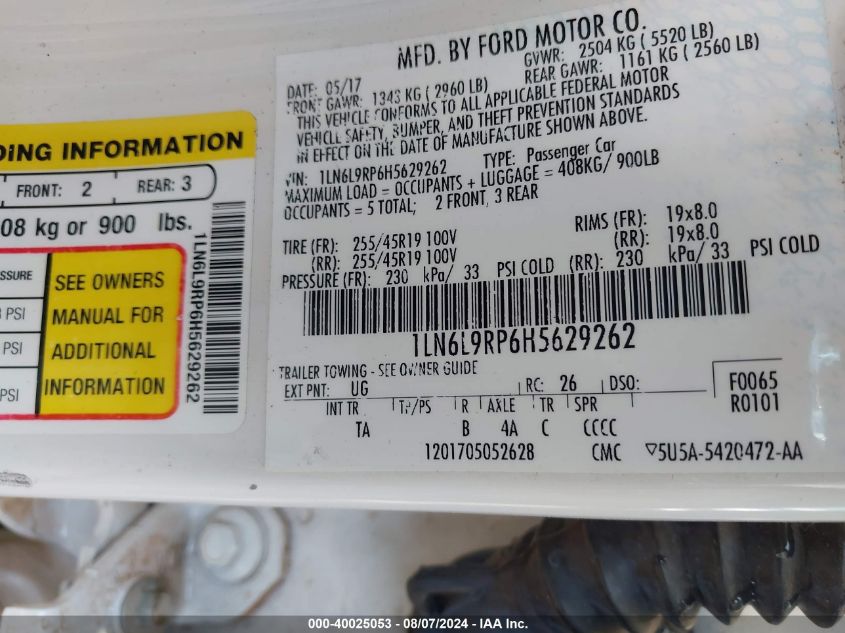 DING INFORMATION
FRONT: 2 REAR: 3
08 kg or 900 lbs.
SEE OWNERS
MANUAL FOR
ADDITIONAL
INFORMATION
PSI
PSI
PSI
1LN6L9RP6H5629262
MFD. BY FORD MOTOR CO.
DATE: 05/17 GVWR: 2504 KG ( 5520 LB)
FRONT GAWR: 1343 KG ( 2960 LB) REAR GAWR: 1161 KG ( 2560 LB)
THIS VEHICLE CONFORMS TO ALL APPLICABLE FEDERAL MOTOR
VEHICLE SAFETY, BUMPER, AND THEFT PREVENTION STANDARDS
IN EFFECT ON THE DATE OF MANUFACTURE SHOWN ABOVE.
VIN: 1LN6L9RP6H5629262 TYPE: Passenger Car
MAXIMUM LOAD = OCCUPANTS + LUGGAGE = 408KG/ 900LB
OCCUPANTS = 5 TOTAL; 2 FRONT, 3 REAR
TIRE (FR): 255/45R19 100V RIMS (FR): 19x8.0
(RR): 255/45R19 100V (RR): 19x8.0
PRESSURE (FR): 230 kPa/ 33 PSI COLD (RR): 230 kPa/ 33 PSI COLD
1LN6L9RP6H5629262
TRAILER TOWING - SEE OWNER GUIDE
EXT PNT: UG RC: 26 DSO: F0065
R0101
INT TR TP/PS R AXLE TR SPR
TA B 4A C CCCC
1201705052628 CMC ▽5U5A-5420472-AA
000-40025053 - 08/07/2024 - IAA Inc.